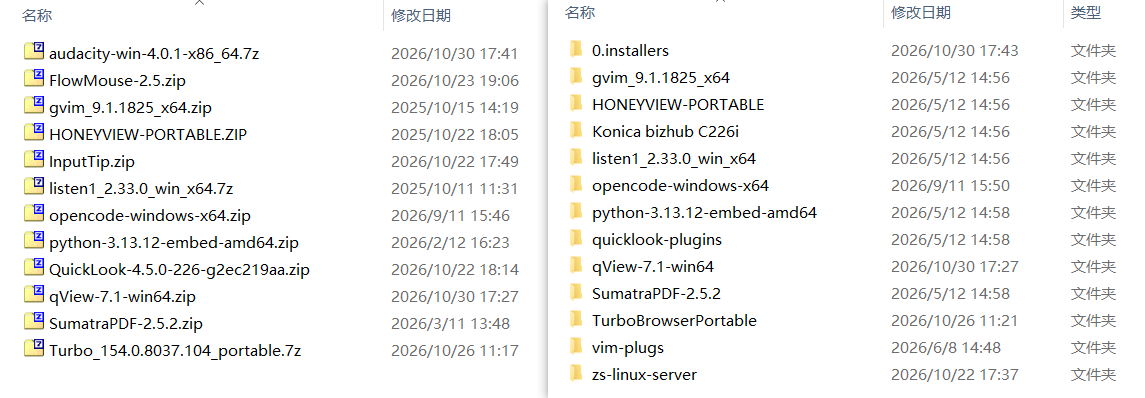 名称 修改日期
audacity-win-4.0.1-x86_64.7z 2026/10/30 17:41
FlowMouse-2.5.zip 2026/10/23 19:06
gvim_9.1.1825_x64.zip 2025/10/15 14:19
HONEYVIEW-PORTABLE.ZIP 2025/10/22 18:05
InputTip.zip 2026/10/22 17:49
listen1_2.33.0_win_x64.7z 2025/10/11 11:31
opencode-windows-x64.zip 2026/9/11 15:46
python-3.13.12-embed-amd64.zip 2026/2/12 16:23
QuickLook-4.5.0-226-g2ec219aa.zip 2026/10/22 18:14
qView-7.1-win64.zip 2026/10/30 17:27
SumatraPDF-2.5.2.zip 2026/3/11 13:48
Turbo_154.0.8037.104_portable.7z 2026/10/26 11:17
名称 修改日期 类型
0.installers 2026/10/30 17:43 文件夹
gvim_9.1.1825_x64 2026/5/12 14:56 文件夹
HONEYVIEW-PORTABLE 2026/5/12 14:56 文件夹
Konica bizhub C226i 2026/5/12 14:56 文件夹
listen1_2.33.0_win_x64 2026/5/12 14:56 文件夹
opencode-windows-x64 2026/9/11 15:50 文件夹
python-3.13.12-embed-amd64 2026/5/12 14:58 文件夹
quicklook-plugins 2026/5/12 14:58 文件夹
qView-7.1-win64 2026/10/30 17:27 文件夹
SumatraPDF-2.5.2 2026/5/12 14:58 文件夹
TurboBrowserPortable 2026/10/26 11:21 文件夹
vim-plugs 2026/6/8 14:48 文件夹
zs-linux-server 2026/10/22 17:37 文件夹